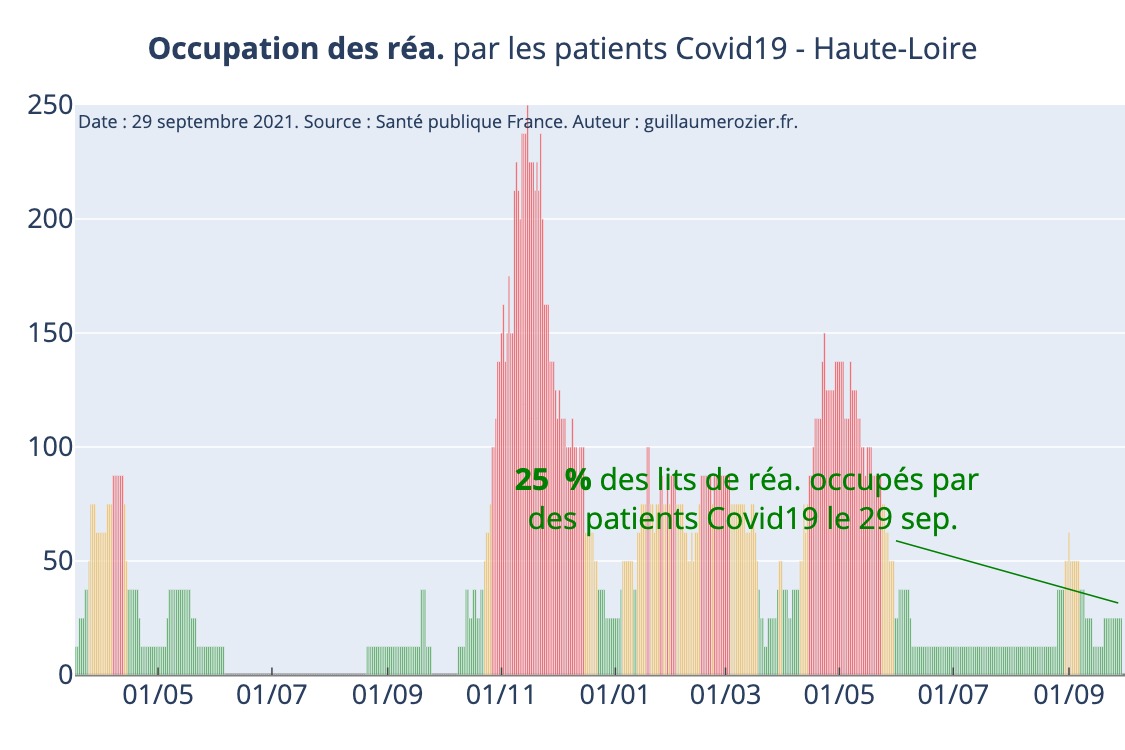 Occupation des réa. par les patients Covid19 - Haute-Loire
250
Date : 29 septembre 2021. Source : Santé publique France. Auteur : guillaumerozier.fr.
200
150
100
25 % des lits de réa. occupés par
des patients Covid19 le 29 sep.
50
0
01/05 01/07 01/09 01/11 01/01 01/03 01/05 01/07 01/09